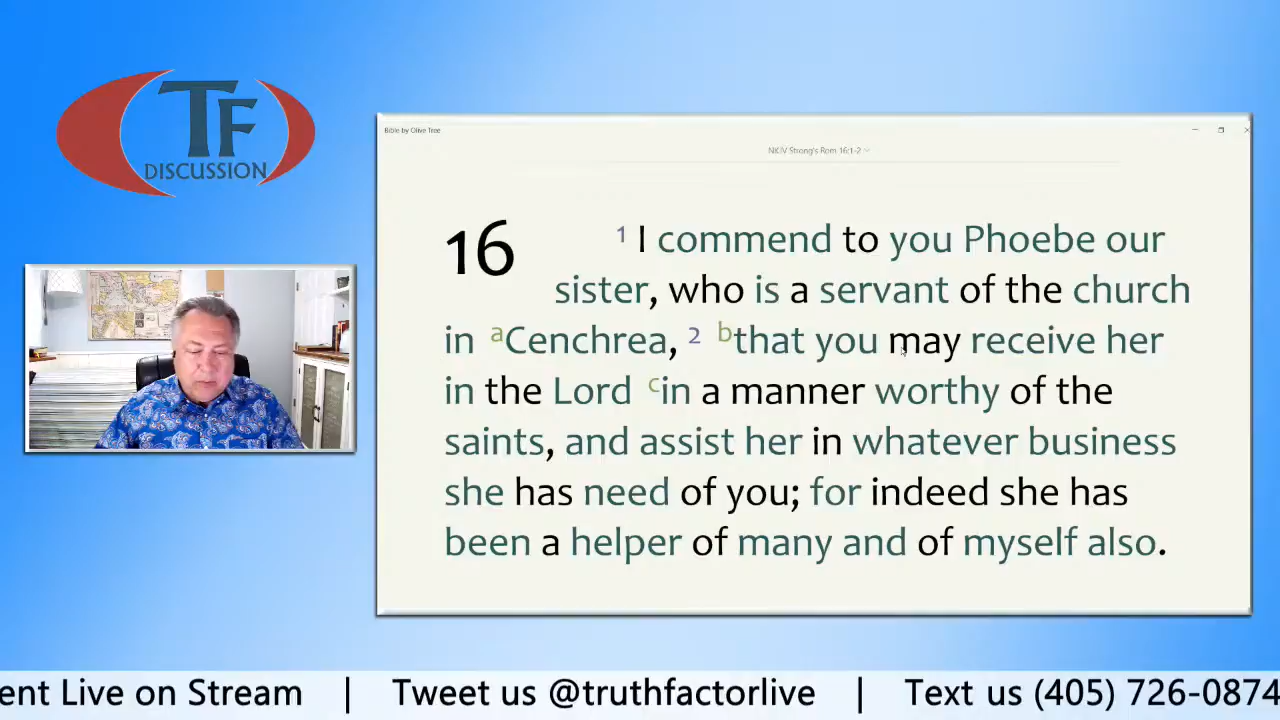 TF
DISCUSSION
Bible by Olive Tree
NKJV Strong's Rom 16:1-2
16 1 I commend to you Phoebe our
sister, who is a servant of the church
in aCenchrea, 2 bthat you may receive her
in the Lord cin a manner worthy of the
saints, and assist her in whatever business
she has need of you; for indeed she has
been a helper of many and of myself also.
ent Live on Stream | Tweet us @truthfactorlive | Text us (405) 726-0874